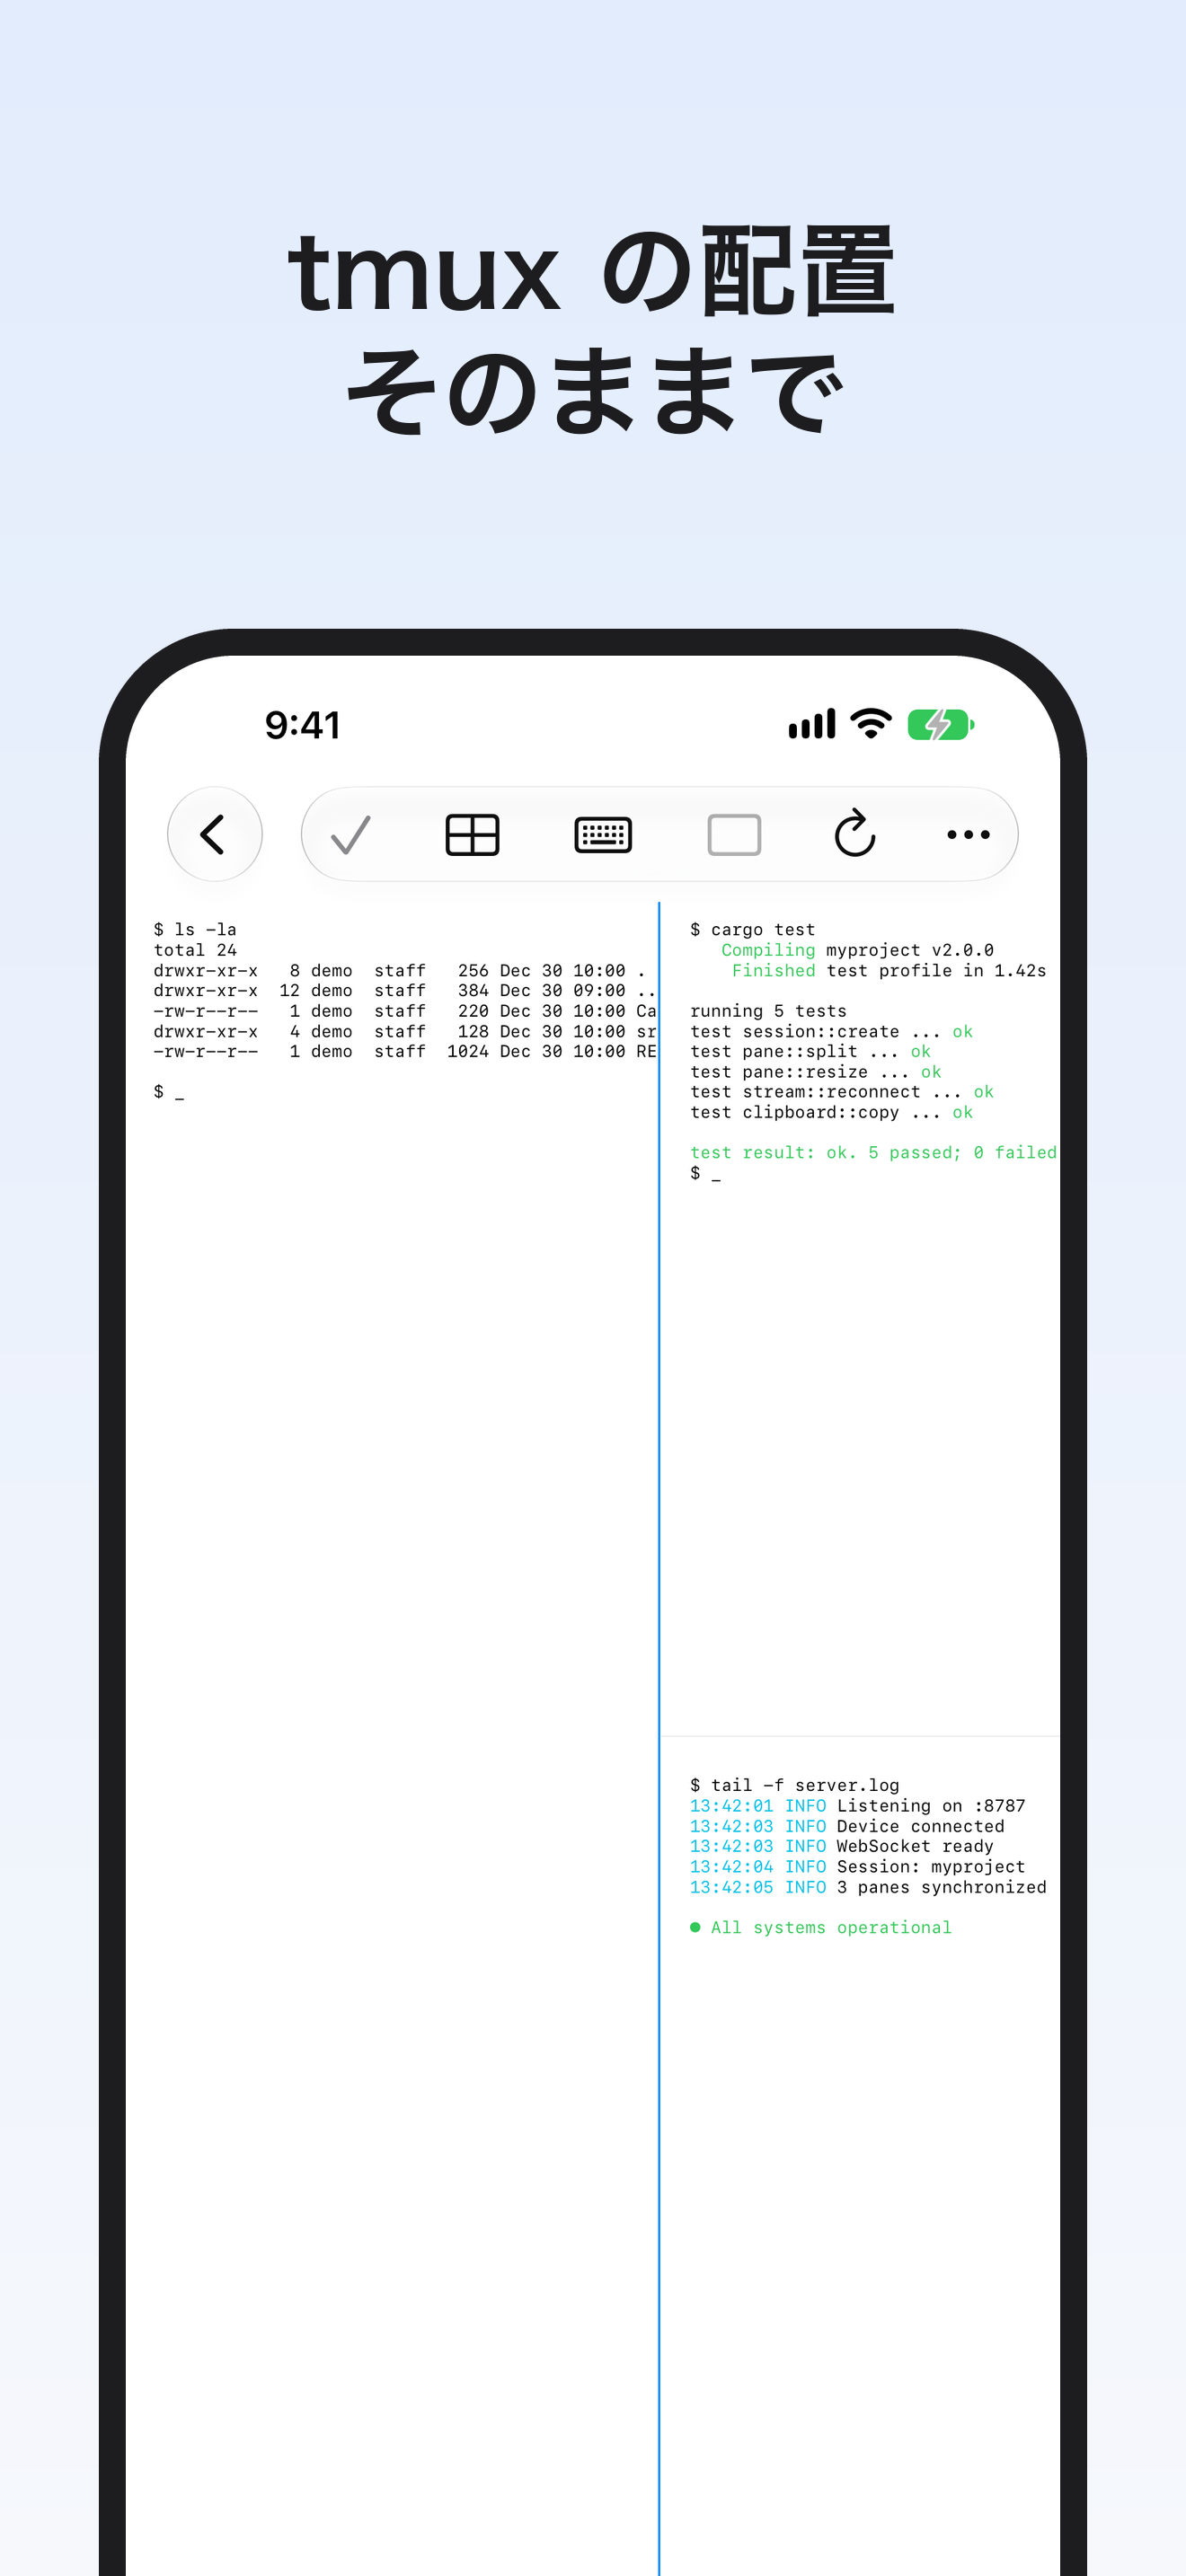 tmux の配置
そのままで
9:41
$ ls -la
total 24
drwxr-xr-x   8 demo  staff   256 Dec 30 10:00 .
drwxr-xr-x  12 demo  staff   384 Dec 30 09:00 ..
-rw-r--r--   1 demo  staff   220 Dec 30 10:00 Ca
drwxr-xr-x   4 demo  staff   128 Dec 30 10:00 sr
-rw-r--r--   1 demo  staff  1024 Dec 30 10:00 RE
$ _
$ cargo test
   Compiling myproject v2.0.0
    Finished test profile in 1.42s
running 5 tests
test session::create ... ok
test pane::split ... ok
test pane::resize ... ok
test stream::reconnect ... ok
test clipboard::copy ... ok
test result: ok. 5 passed; 0 failed
$ _
$ tail -f server.log
13:42:01 INFO Listening on :8787
13:42:03 INFO Device connected
13:42:03 INFO WebSocket ready
13:42:04 INFO Session: myproject
13:42:05 INFO 3 panes synchronized
● All systems operational